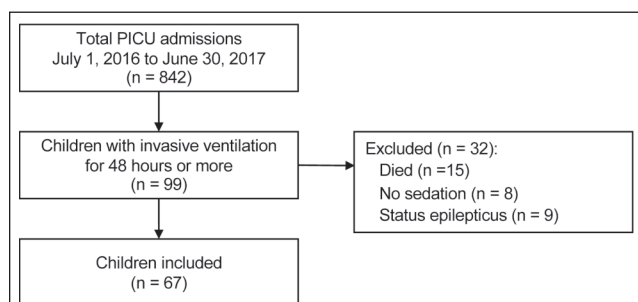 Total PICU admissions
July 1, 2016 to June 30, 2017
(n = 842)
Children with invasive ventilation
for 48 hours or more
(n = 99)
Excluded (n = 32):
Died (n =15)
No sedation (n = 8)
Status epilepticus (n = 9)
Children included
(n = 67)